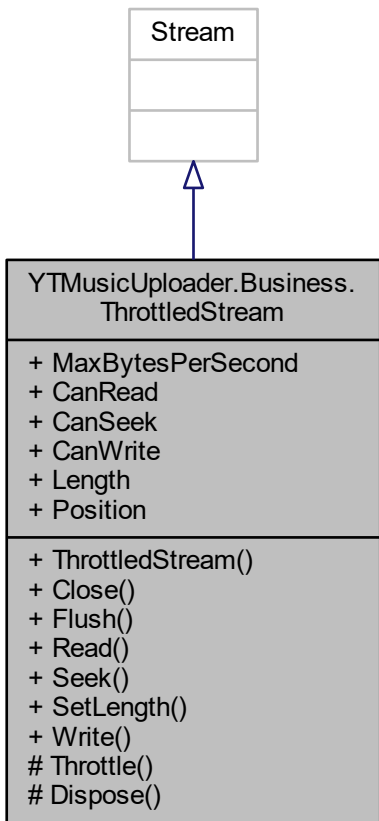 Stream
YTMusicUploader.Business.
ThrottledStream
+ MaxBytesPerSecond
+ CanRead
+ CanSeek
+ CanWrite
+ Length
+ Position
+ ThrottledStream()
+ Close()
+ Flush()
+ Read()
+ Seek()
+ SetLength()
+ Write()
# Throttle()
# Dispose()